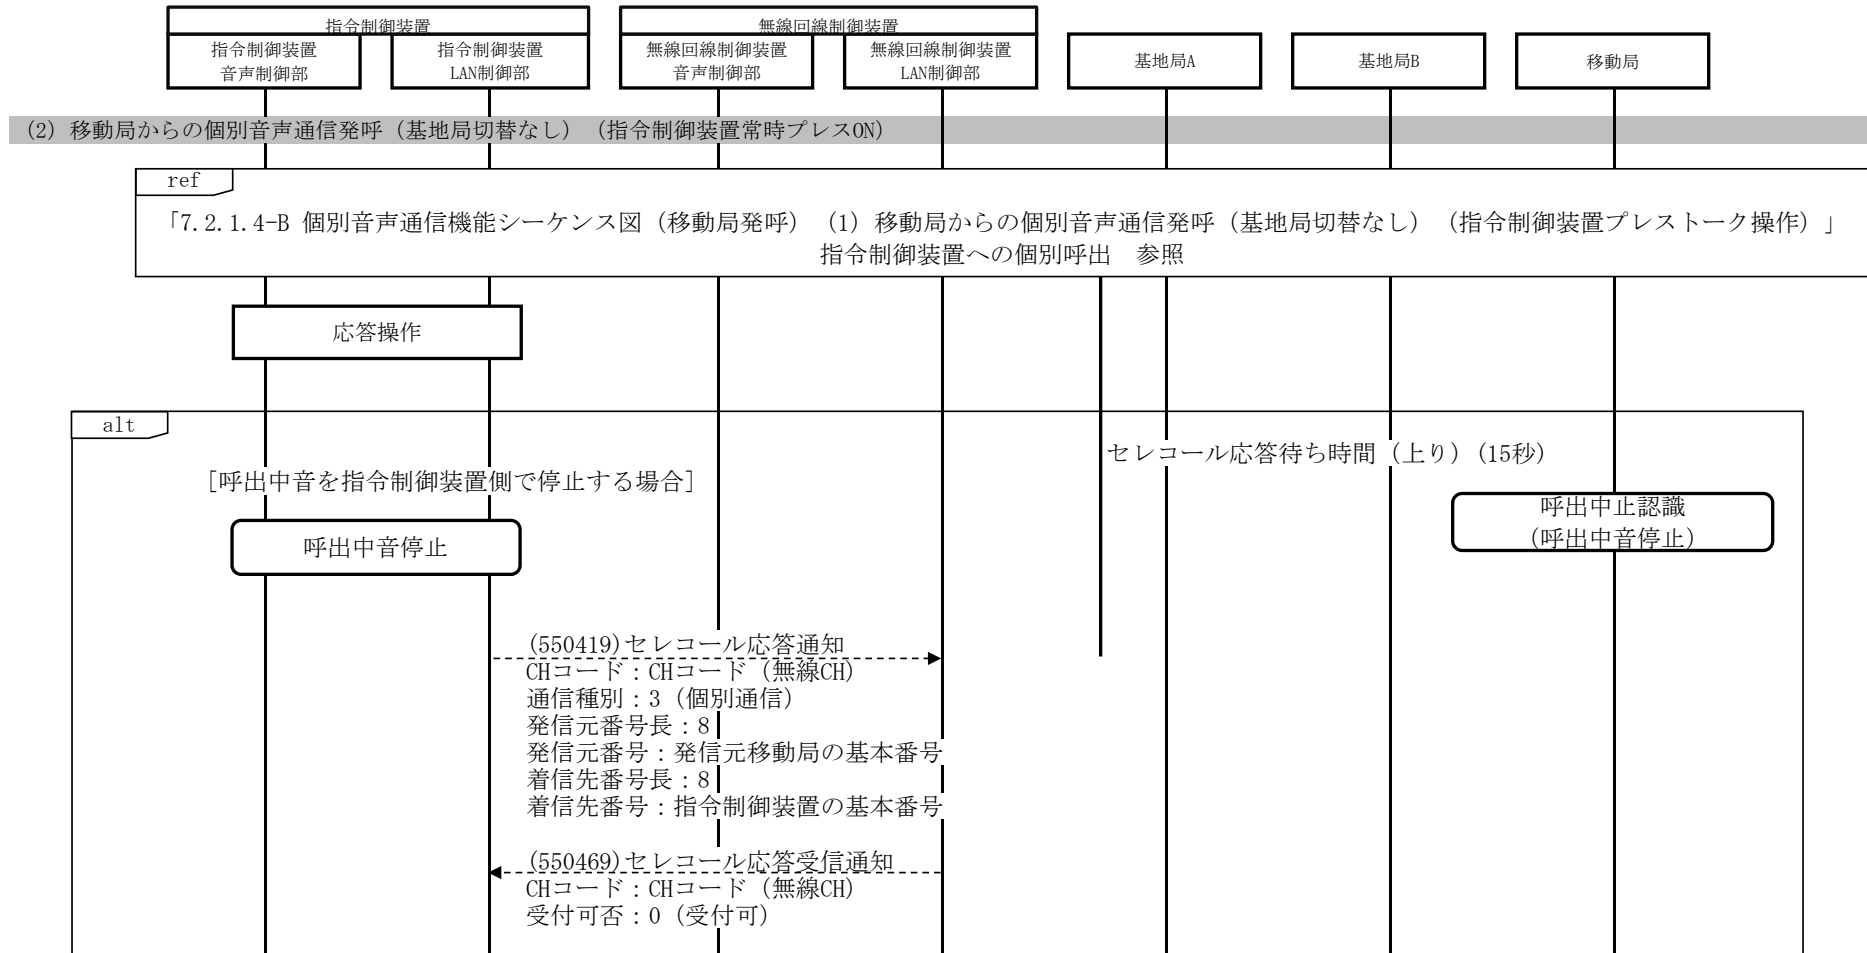 指令制御装置
無線回線制御装置
指令制御装置
音声制御部
指令制御装置
LAN制御部
無線回線制御装置
音声制御部
無線回線制御装置
LAN制御部
基地局A
基地局B
移動局
(2) 移動局からの個別音声通信発呼（基地局切替なし）（指令制御装置常時プレスON）
ref
「7.2.1.4-B 個別音声通信機能シーケンス図（移動局発呼）（1）移動局からの個別音声通信発呼（基地局切替なし）（指令制御装置プレストーク操作）」
指令制御装置への個別呼出　参照
応答操作
alt
セレコール応答待ち時間（上り）(15秒)
［呼出中音を指令制御装置側で停止する場合］
呼出中止認識
（呼出中音停止）
呼出中音停止
(550419)セレコール応答通知
CHコード：CHコード（無線CH）
通信種別：3（個別通信）
発信元番号長：8
発信元番号：発信元移動局の基本番号
着信先番号長：8
着信先番号：指令制御装置の基本番号
(550469)セレコール応答受信通知
CHコード：CHコード（無線CH）
受付可否：0（受付可）